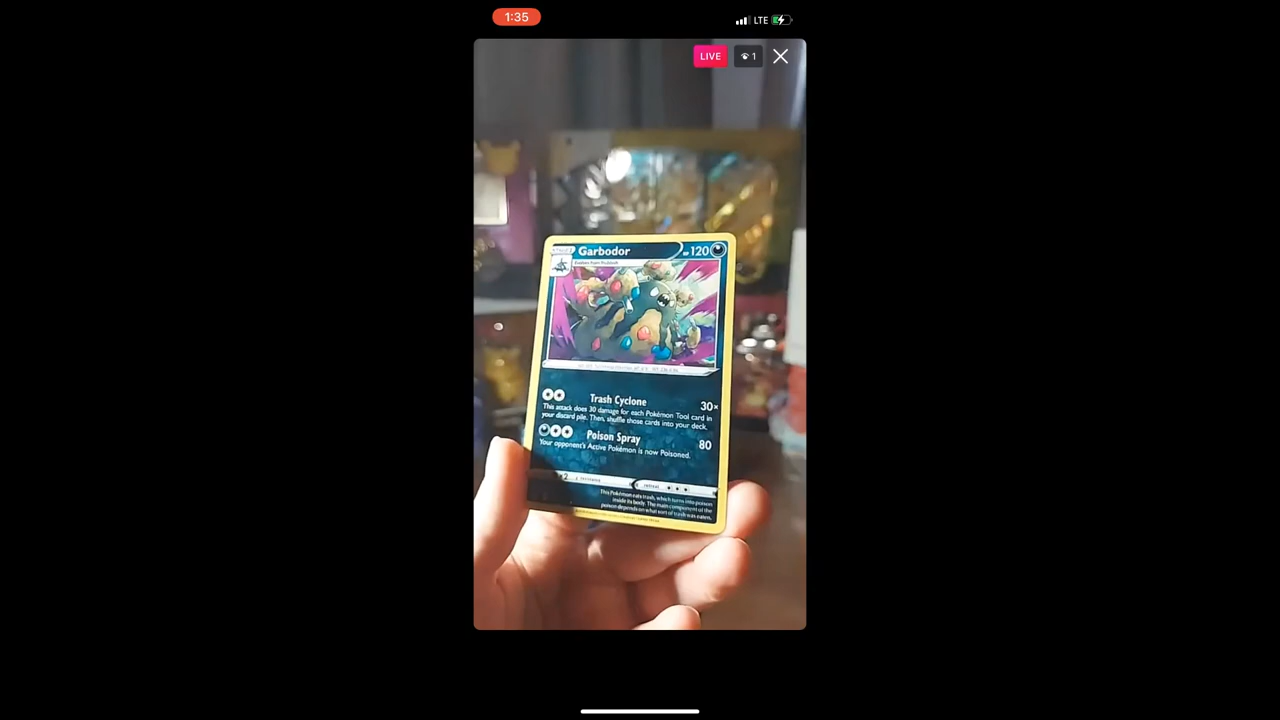 1:35
LTE
LIVE
1
Garbodor
120
Trash Cyclone
30×
This attack does 30 damage for each Pokémon Tool card in
your discard pile. Then, shuffle those cards into your deck.
Poison Spray
80
Your opponent's Active Pokémon is now Poisoned.
×2
resistance
retreat
This Pokémon eats trash, which turns into poison
inside its body. The main component of the
poison depends on what sort of trash was eaten.